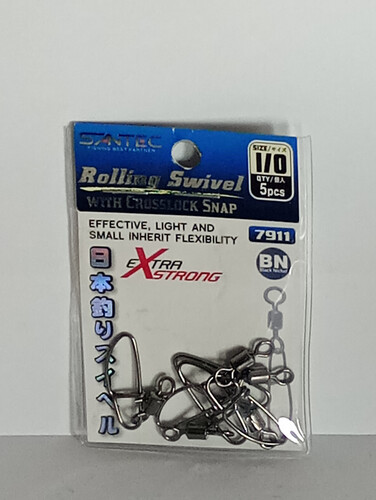 SANTEC
FISHING BEST PARTNER
SIZE/サイズ
1/0
QTY/個入
5pcs
Rolling Swivel
WITH CROSSLOCK SNAP
EFFECTIVE, LIGHT AND
SMALL INHERIT FLEXIBILITY
7911
EXTRA
STRONG
BN
Black Nickel
日本釣りスイベル